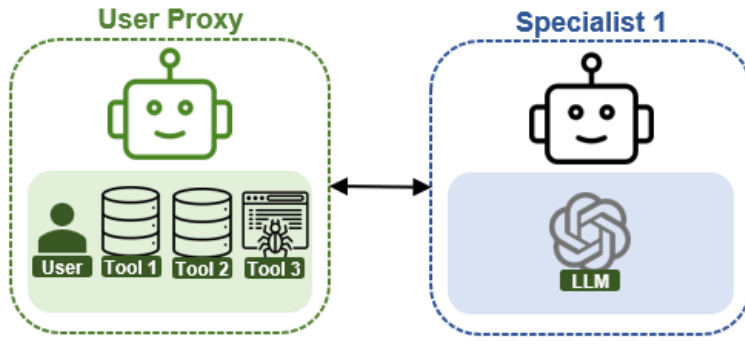 User Proxy
Specialist 1
User
Tool 1
Tool 2
Tool 3
LLM